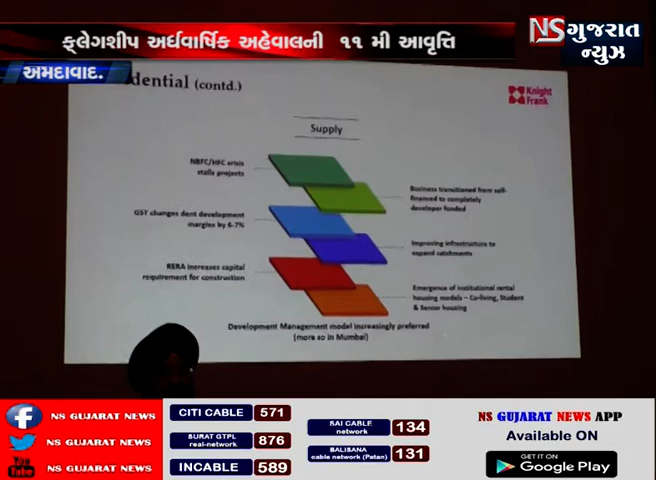 ફ્લેગશીપ અર્ધવાર્ષિક અહેવાલની ૧૧ મી આવૃત્તિ
NS ગુજરાત
ન્યુઝ
અમદાવાદ.
dential (contd.)
Knight
Frank
Supply
NBFC/HFC crisis
stalls projects
Business transitioned from self-
financed to completely
developer funded
GST changes dent development
margins by 6-7%
Improving infrastructure to
expand catchments
RERA increases capital
requirement for construction
Emergence of institutional rental
housing models – Co-living, Student
& Senior housing
Development Management model increasingly preferred
(more so in Mumbai)
NS GUJARAT NEWS
NS GUJARAT NEWS
You
Tube
NS GUJARAT NEWS
CITI CABLE 571
SURAT GTPL
real-network
876
INCABLE 589
SAI CABLE
network
134
BALISANA
cable network (Patan)
131
NS GUJARAT NEWS APP
Available ON
GET IT ON
Google Play